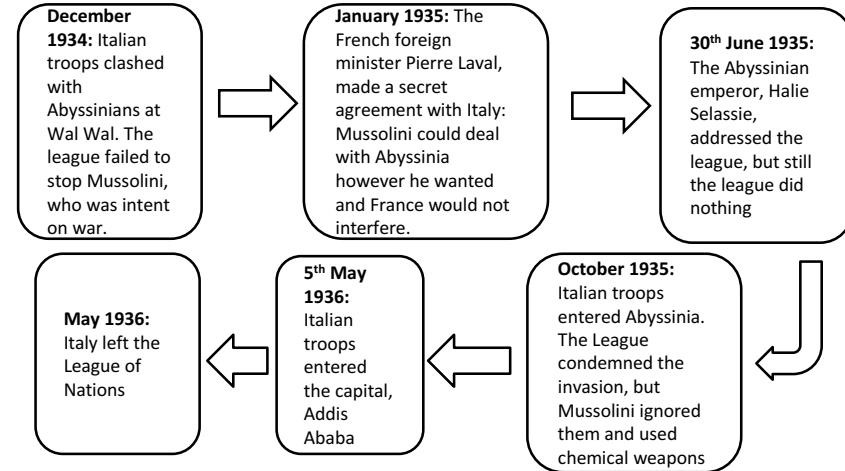 December
1934: Italian
troops clashed
with
Abyssinians at
Wal Wal. The
league failed to
stop Mussolini,
who was intent
on war.
January 1935: The
French foreign
minister Pierre Laval,
made a secret
agreement with Italy:
Mussolini could deal
with Abyssinia
however he wanted
and France would not
interfere.
30th June 1935:
The Abyssinian
emperor, Halie
Selassie,
addressed the
league, but still
the league did
nothing
October 1935:
Italian troops
entered Abyssinia.
The League
condemned the
invasion, but
Mussolini ignored
them and used
chemical weapons
5th May
1936:
Italian
troops
entered
the capital,
Addis
Ababa
May 1936:
Italy left the
League of
Nations